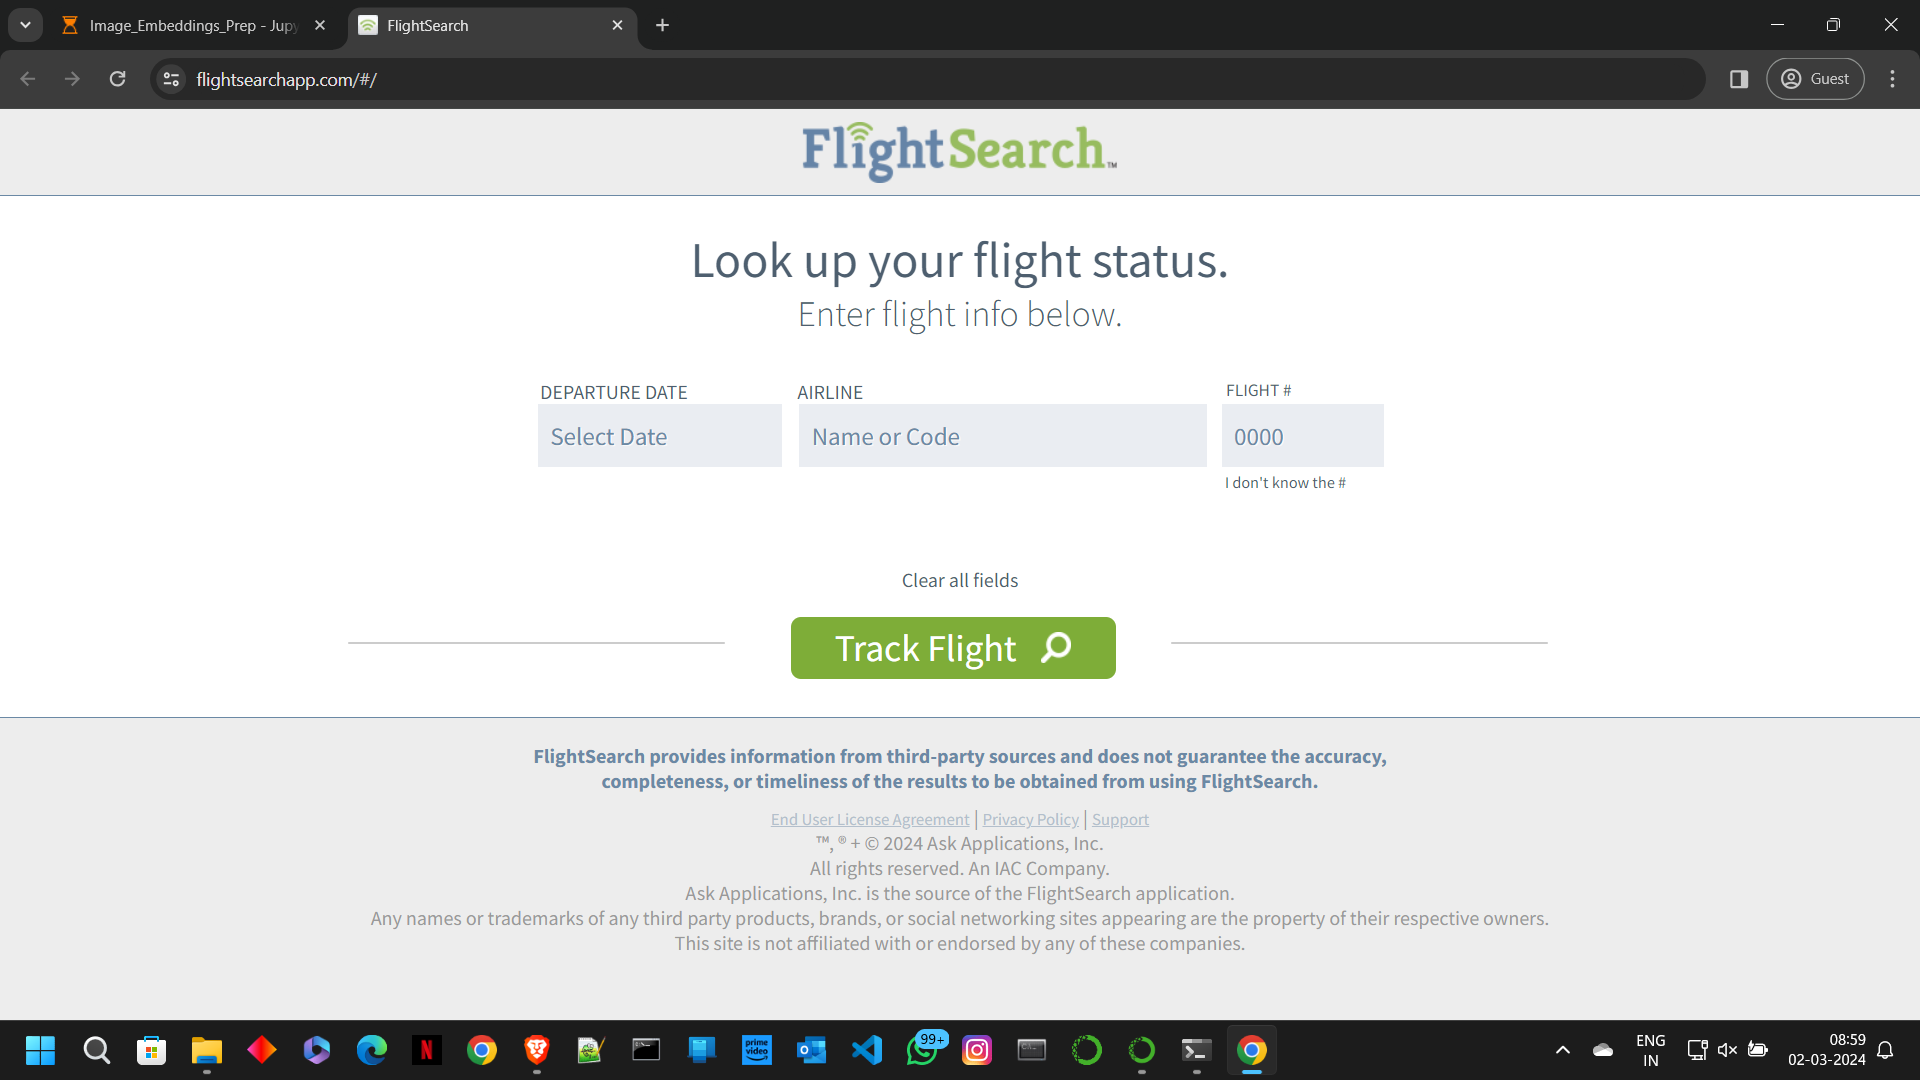 Image_Embeddings_Prep - Jupy
FlightSearch
flightsearchapp.com/#/
Guest
FlightSearch™
Look up your flight status.
Enter flight info below.
DEPARTURE DATE
AIRLINE
FLIGHT #
Select Date
Name or Code
0000
I don't know the #
Clear all fields
Track Flight
FlightSearch provides information from third-party sources and does not guarantee the accuracy,
completeness, or timeliness of the results to be obtained from using FlightSearch.
End User License Agreement | Privacy Policy | Support
™, ® + © 2024 Ask Applications, Inc.
All rights reserved. An IAC Company.
Ask Applications, Inc. is the source of the FlightSearch application.
Any names or trademarks of any third party products, brands, or social networking sites appearing are the property of their respective owners.
This site is not affiliated with or endorsed by any of these companies.
N
prime video
99+
ENG
IN
08:59
02-03-2024